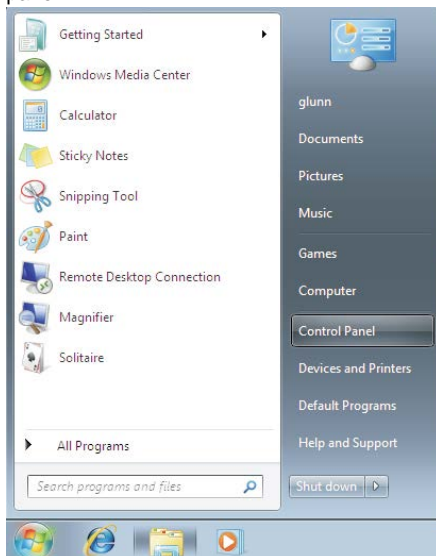 Getting Started
Windows Media Center
Calculator
Sticky Notes
Snipping Tool
Paint
Remote Desktop Connection
Magnifier
Solitaire
All Programs
Search programs and files
glunn
Documents
Pictures
Music
Games
Computer
Control Panel
Devices and Printers
Default Programs
Help and Support
Shut down